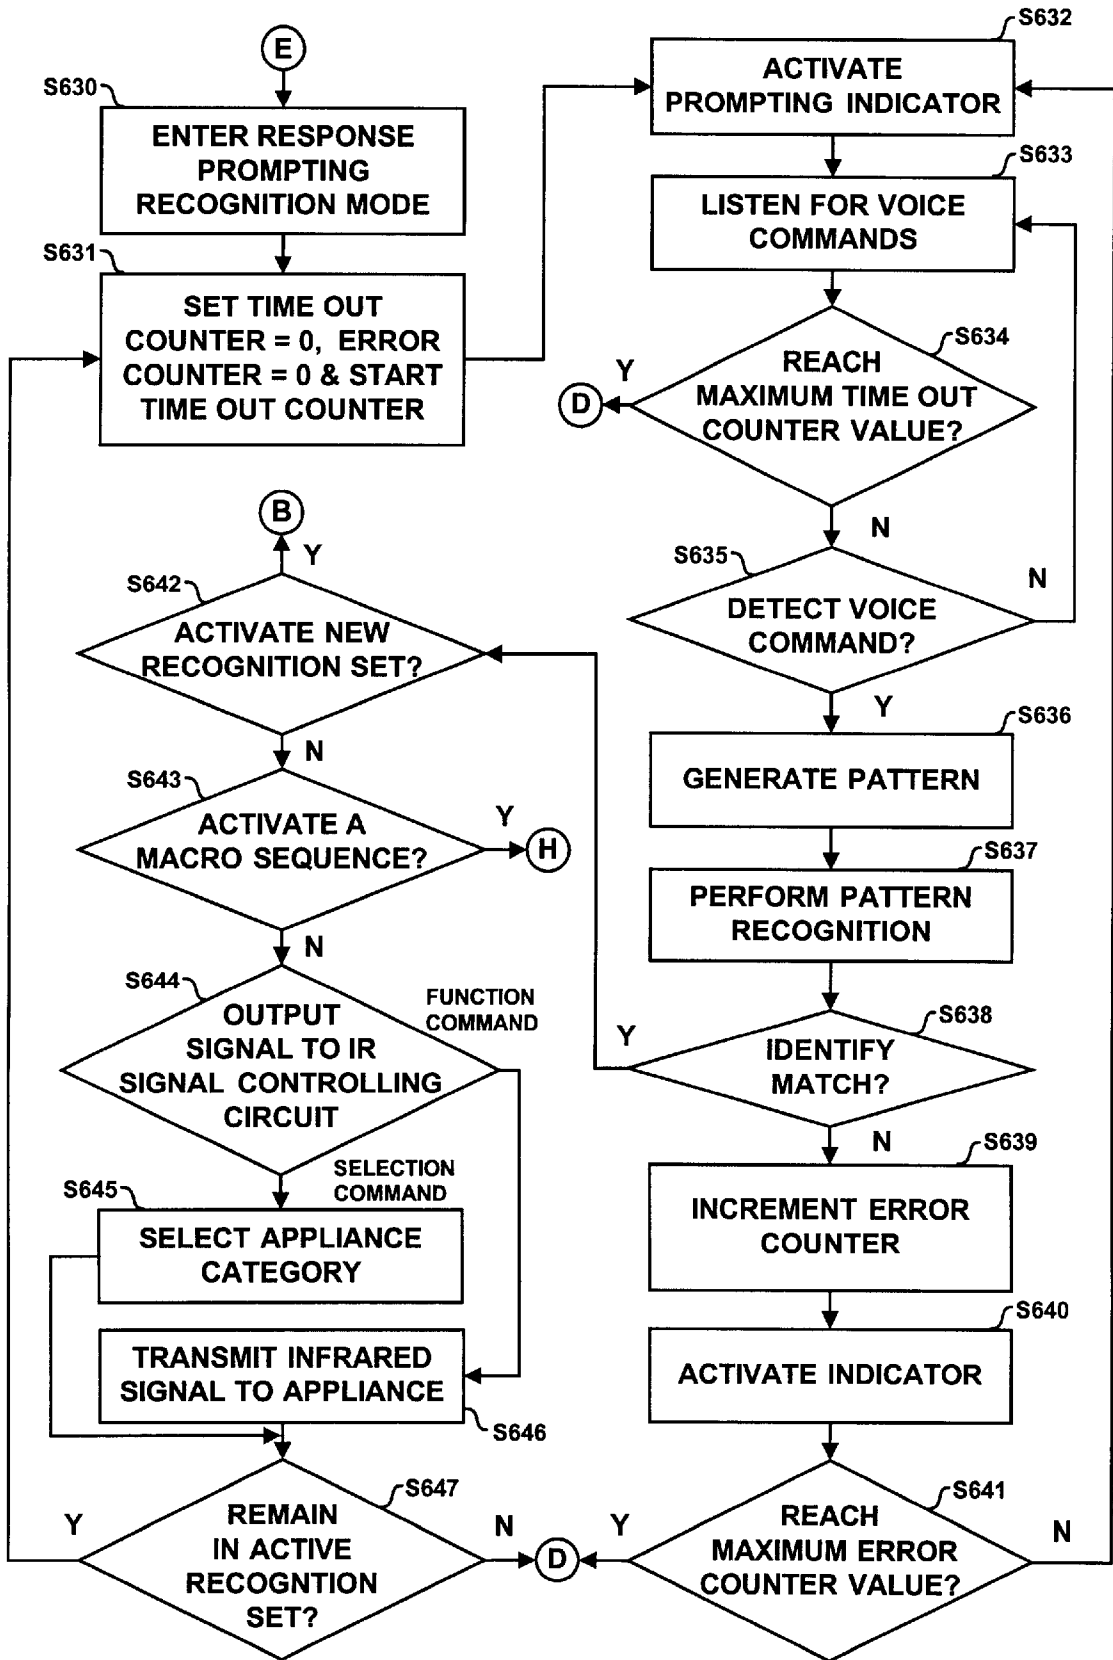 E
S630
ENTER RESPONSE
PROMPTING
RECOGNITION MODE
S631
SET TIME OUT
COUNTER = 0, ERROR
COUNTER = 0 & START
TIME OUT COUNTER
S632
ACTIVATE
PROMPTING INDICATOR
S633
LISTEN FOR VOICE
COMMANDS
S634
REACH
MAXIMUM TIME OUT
COUNTER VALUE?
Y
D
N
S635
DETECT VOICE
COMMAND?
N
Y
S636
GENERATE PATTERN
S637
PERFORM PATTERN
RECOGNITION
S638
IDENTIFY
MATCH?
Y
N
S639
INCREMENT ERROR
COUNTER
S640
ACTIVATE INDICATOR
S641
REACH
MAXIMUM ERROR
COUNTER VALUE?
Y
N
D
B
Y
S642
ACTIVATE NEW
RECOGNITION SET?
N
S643
ACTIVATE A
MACRO SEQUENCE?
Y
H
N
S644
OUTPUT
SIGNAL TO IR
SIGNAL CONTROLLING
CIRCUIT
FUNCTION
COMMAND
SELECTION
COMMAND
S645
SELECT APPLIANCE
CATEGORY
TRANSMIT INFRARED
SIGNAL TO APPLIANCE
S646
S647
REMAIN
IN ACTIVE
RECOGNTION
SET?
Y
N